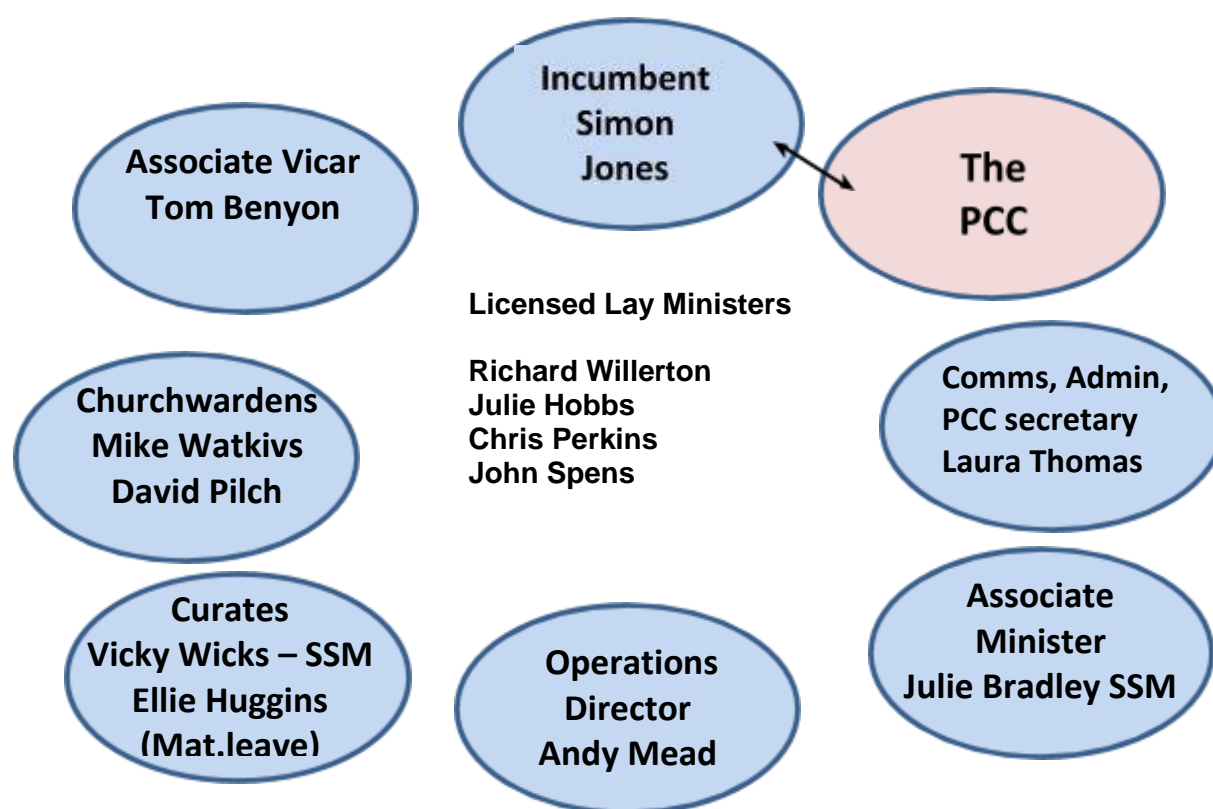 Incumbent
Simon
Jones
The
PCC
Associate Vicar
Tom Benyon
Licensed Lay Ministers
Richard Willerton
Julie Hobbs
Chris Perkins
John Spens
Churchwardens
Mike Watkivs
David Pilch
Comms, Admin,
PCC secretary
Laura Thomas
Curates
Vicky Wicks – SSM
Ellie Huggins
(Mat.leave)
Operations
Director
Andy Mead
Associate
Minister
Julie Bradley SSM